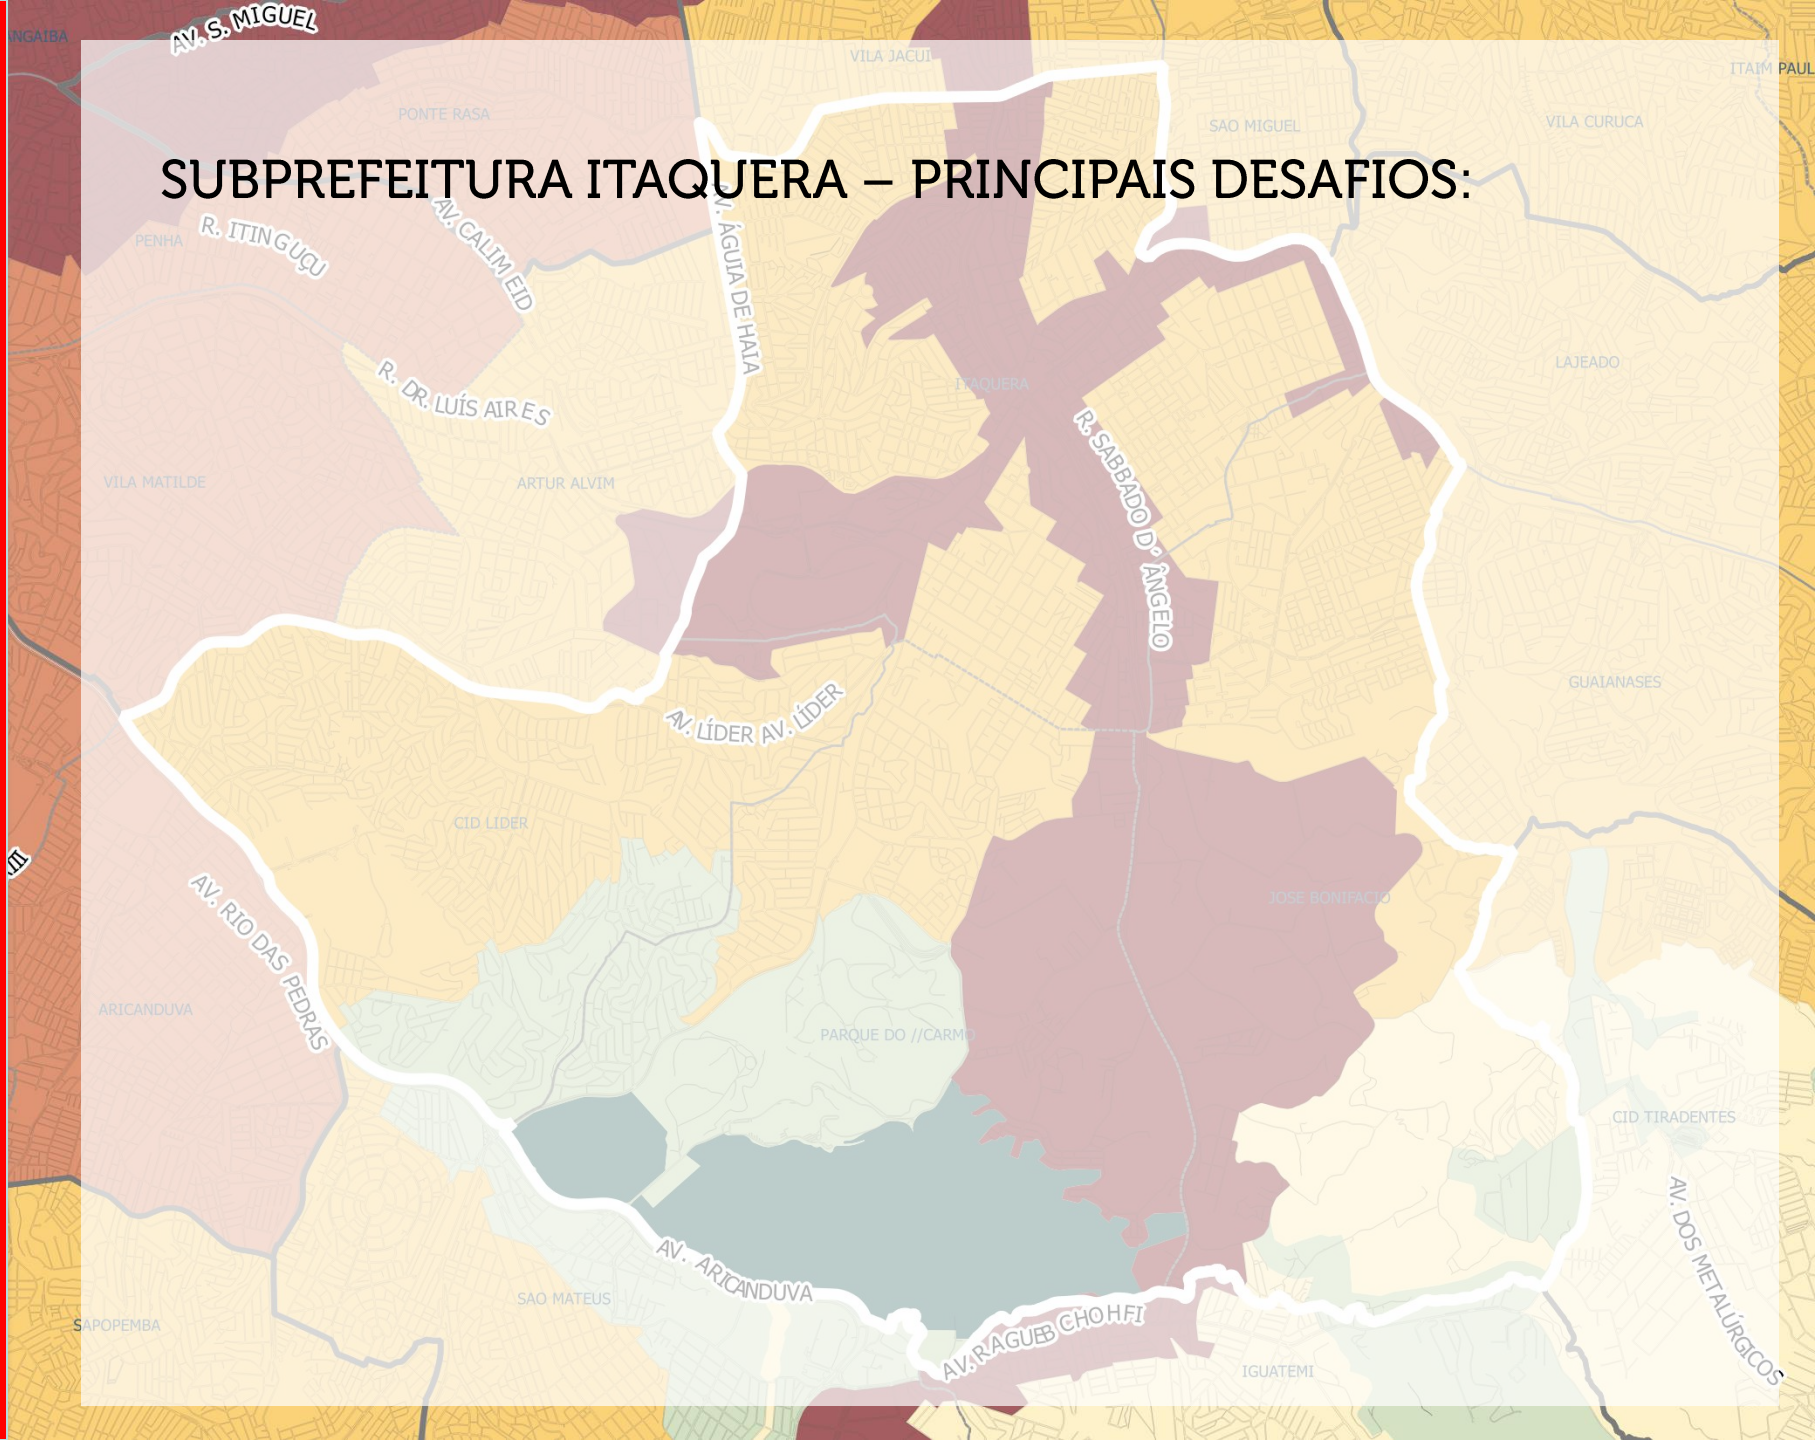 ANGAIBA
AV. S. MIGUEL
VILA JACUI
ITAIM PAUL
PONTE RASA
SAO MIGUEL
VILA CURUCA
SUBPREFEITURA ITAQUERA – PRINCIPAIS DESAFIOS:
PENHA
R. ITINGUÇU
AV. CALIM EID
AV. ÁGUIA DE HAIA
LAJEADO
R. DR. LUÍS AIRES
ITAQUERA
R. SABBADO D´ ÂNGELO
VILA MATILDE
ARTUR ALVIM
GUAIANASES
AV. LÍDER AV. LÍDER
CID LIDER
AV. RIO DAS PEDRAS
JOSE BONIFACIO
ARICANDUVA
PARQUE DO //CARMO
CID TIRADENTES
AV. DOS METALÚRGICOS
AV. ARICANDUVA
SAO MATEUS
SAPOPEMBA
AV. RAGUEB CHOHFI
IGUATEMI